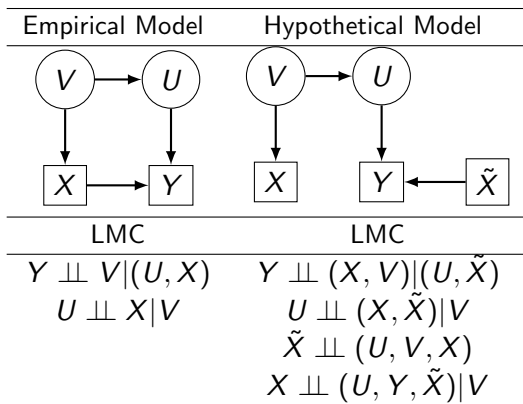 Empirical Model Hypothetical Model
V U V U
X Y X Y X̃
LMC LMC
Y ⫫ V|(U, X) Y ⫫ (X, V)|(U, X̃)
U ⫫ X|V U ⫫ (X, X̃)|V
X̃ ⫫ (U, V, X)
X ⫫ (U, Y, X̃)|V